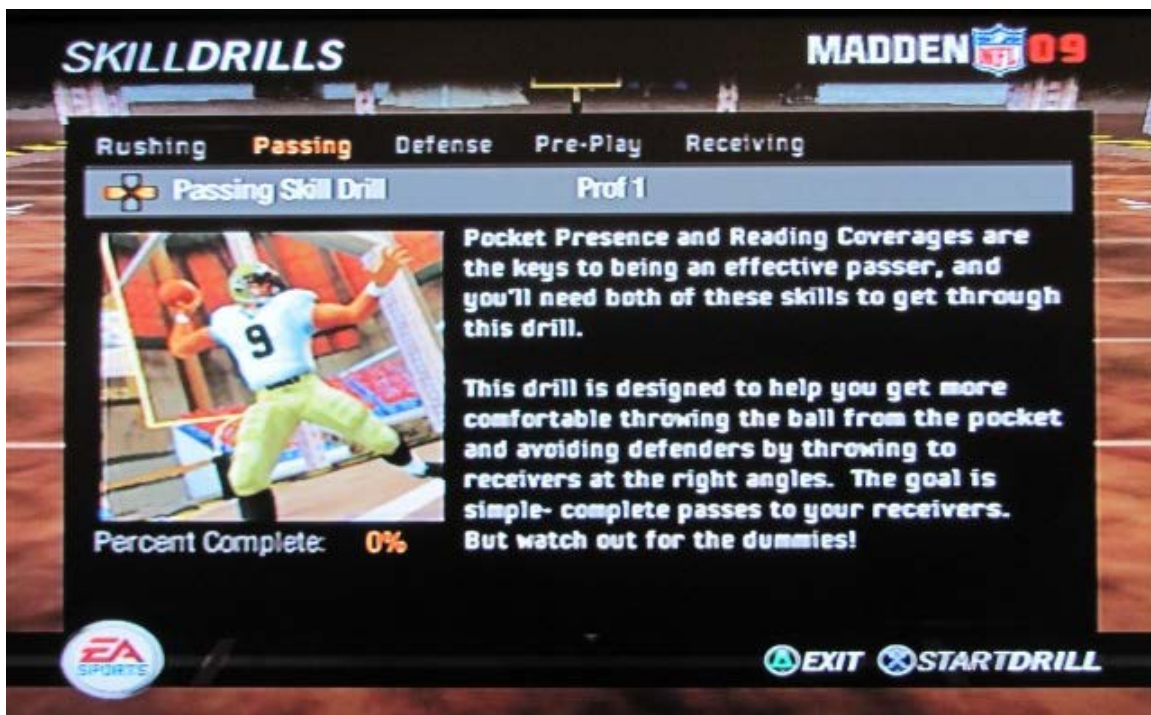 SKILLDRILLS
MADDEN NFL 09
Rushing Passing Defense Pre-Play Receiving
Passing Skill Drill Prof 1
Pocket Presence and Reading Coverages are
the keys to being an effective passer, and
you'll need both of these skills to get through
this drill.
This drill is designed to help you get more
comfortable throwing the ball from the pocket
and avoiding defenders by throwing to
receivers at the right angles. The goal is
simple- complete passes to your receivers.
But watch out for the dummies!
9
Percent Complete: 0%
EA
SPORTS
EXIT STARTDRILL